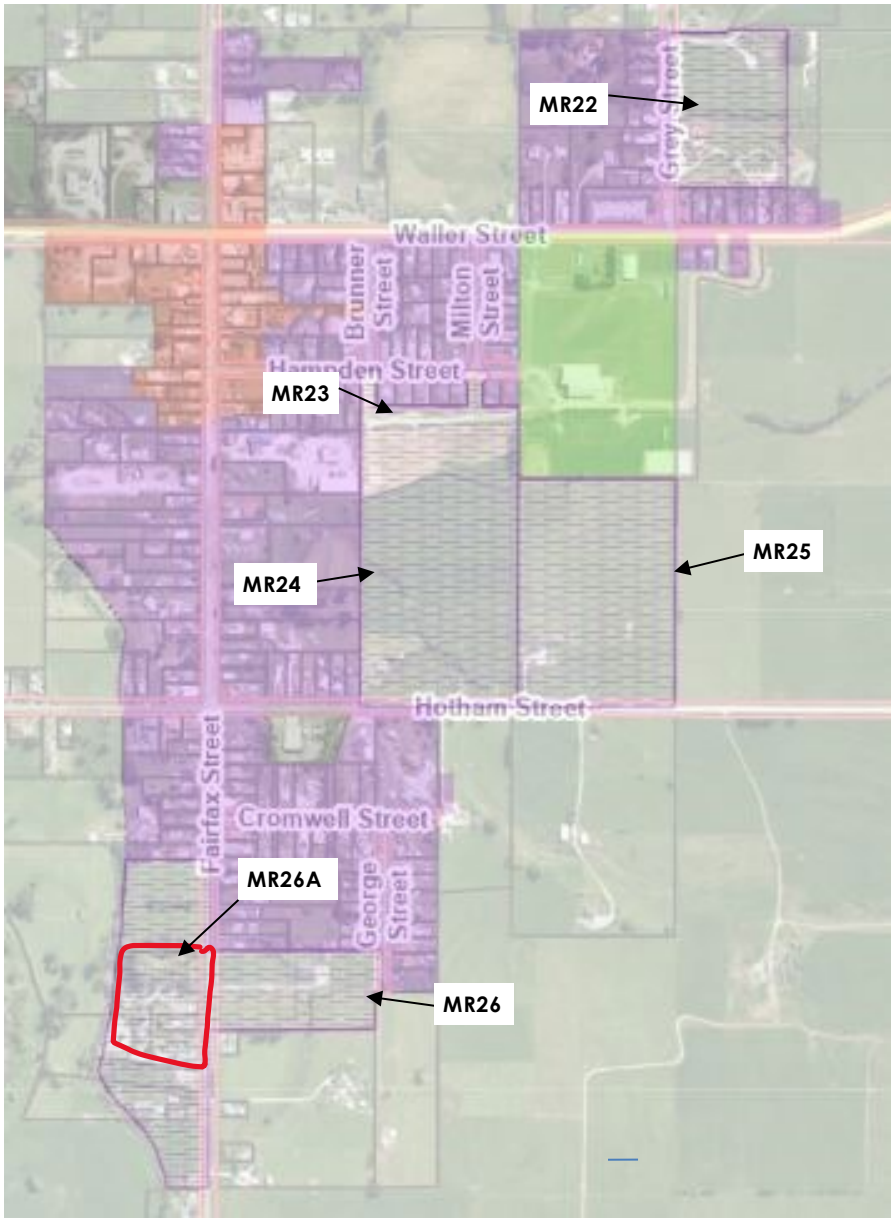 MR22
Grey Street
Waller Street
Brunner
Street
Milton
Street
Hampden Street
MR23
MR24
MR25
Hotham Street
Fairfax Street
Cromwell Street
MR26A
George
Street
MR26